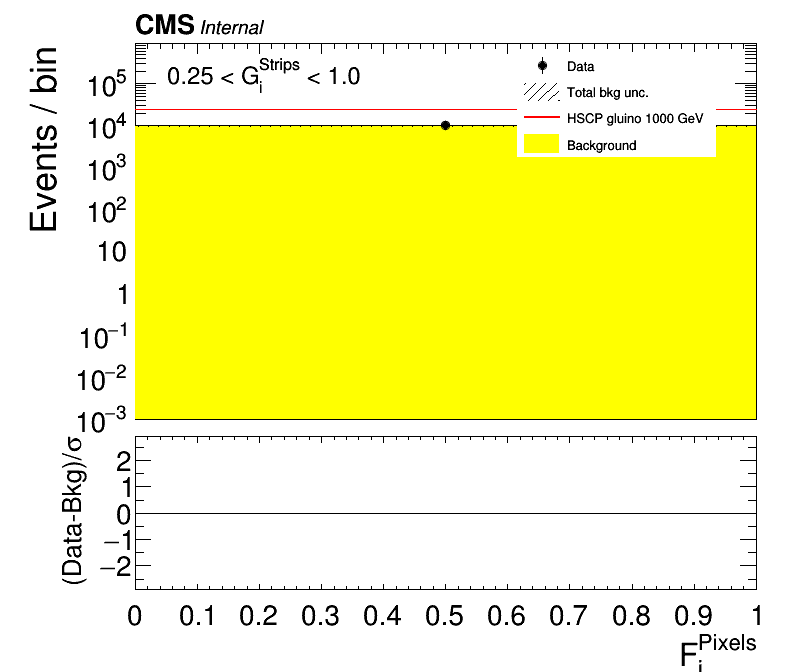 CMS Internal
Events / bin
0.25 < G_i^Strips < 1.0
Data
Total bkg unc.
HSCP gluino 1000 GeV
Background
10^5
10^4
10^3
10^2
10
1
10^−1
10^−2
10^−3
(Data-Bkg)/σ
2
1
0
−1
−2
0 0.1 0.2 0.3 0.4 0.5 0.6 0.7 0.8 0.9 1
F_i^Pixels